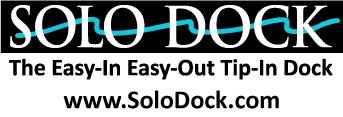 SOLO DOCK
The Easy-In Easy-Out Tip-In Dock
www.SoloDock.com